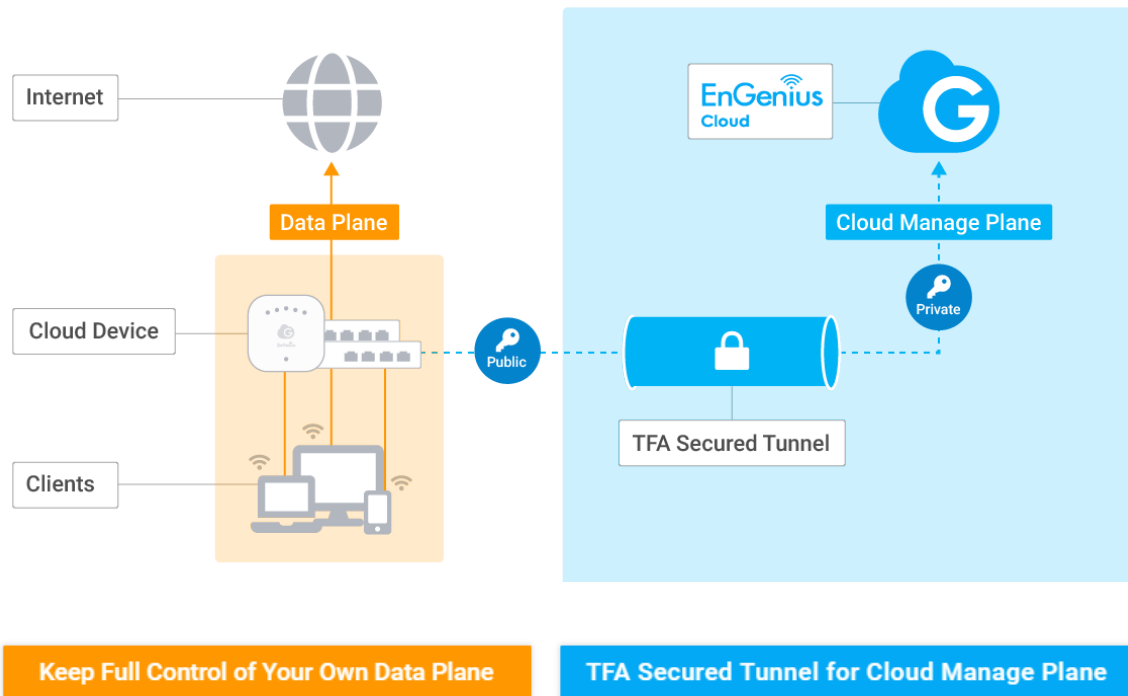 Internet
EnGenius
Cloud
Data Plane
Cloud Manage Plane
Private
Cloud Device
Public
TFA Secured Tunnel
Clients
Keep Full Control of Your Own Data Plane
TFA Secured Tunnel for Cloud Manage Plane